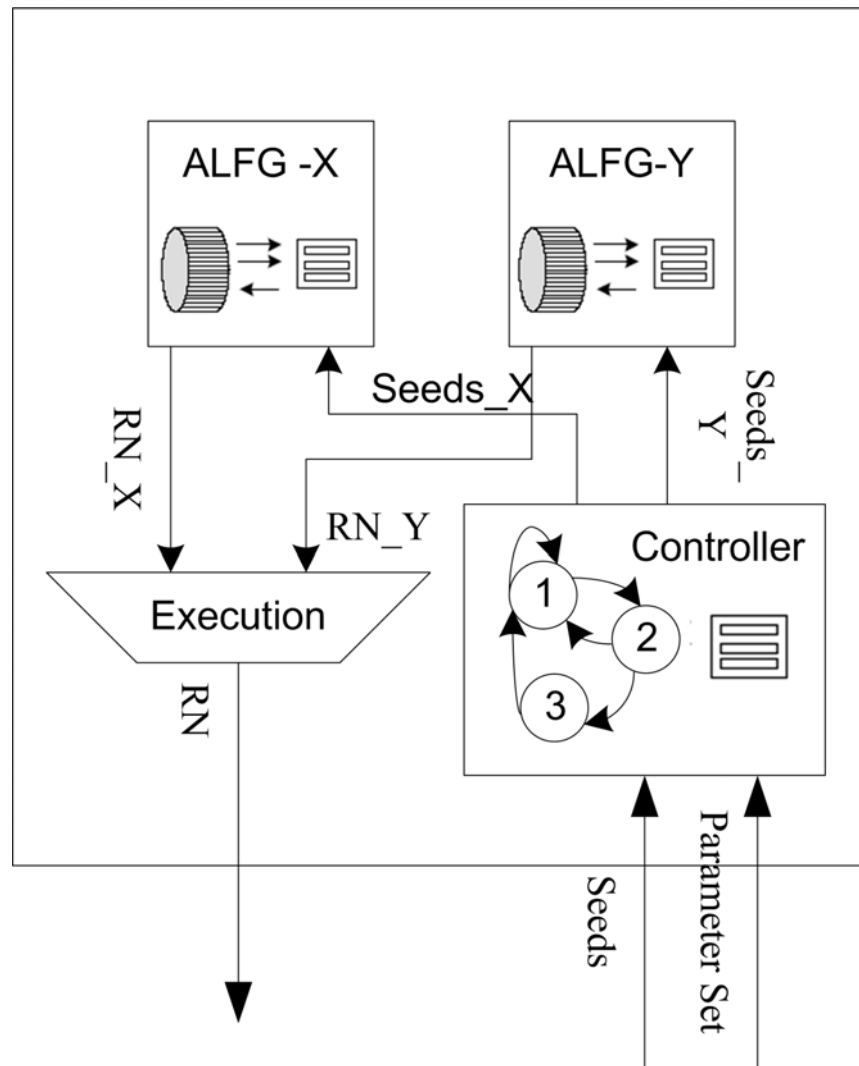 ALFG -X
ALFG-Y
Seeds_X
Seeds_
Y
RN_X
RN_Y
Controller
Execution
1
2
3
RN
Seeds
Parameter Set